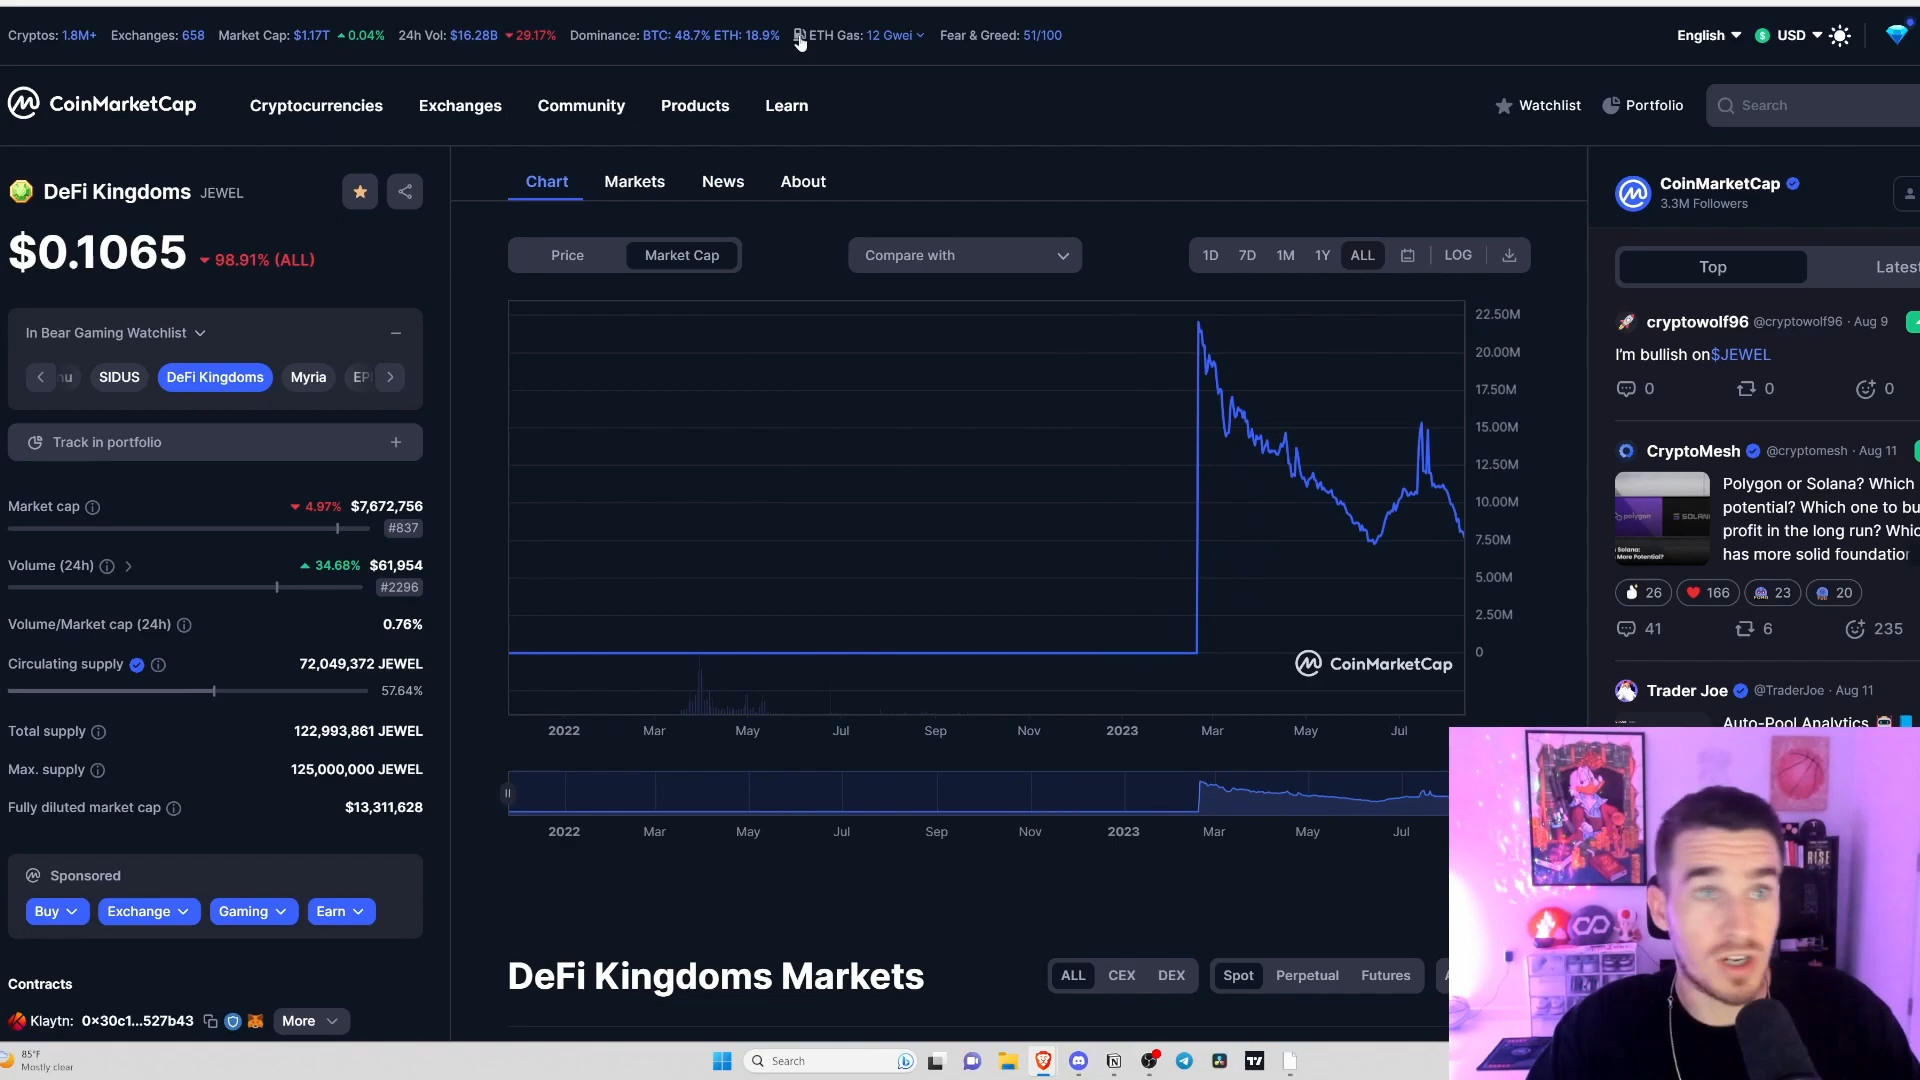 Cryptos: 1.8M+ Exchanges: 658 Market Cap: $1.17T 0.04% 24h Vol: $16.28B 29.17% Dominance: BTC: 48.7% ETH: 18.9% ETH Gas: 12 Gwei Fear & Greed: 51/100 English USD
CoinMarketCap Cryptocurrencies Exchanges Community Products Learn Watchlist Portfolio Search
DeFi Kingdoms JEWEL
$0.1065 98.91% (ALL)
In Bear Gaming Watchlist
nu SIDUS DeFi Kingdoms Myria
Track in portfolio
Market cap 4.97% $7,672,756
#837
Volume (24h) 34.68% $61,954
#2296
Volume/Market cap (24h) 0.76%
Circulating supply 72,049,372 JEWEL
57.64%
Total supply 122,993,861 JEWEL
Max. supply 125,000,000 JEWEL
Fully diluted market cap $13,311,628
Sponsored
Buy Exchange Gaming Earn
Contracts
Klaytn: 0x30c1...527b43 More
Chart Markets News About
Price Market Cap Compare with 1D 7D 1M 1Y ALL LOG
22.50M
20.00M
17.50M
15.00M
12.50M
10.00M
7.50M
5.00M
2.50M
0
CoinMarketCap
2022 Mar May Jul Sep Nov 2023 Mar May Jul
2022 Mar May Jul Sep Nov 2023 Mar May Jul
DeFi Kingdoms Markets ALL CEX DEX Spot Perpetual Futures
CoinMarketCap
3.3M Followers
Top Latest
cryptowolf96 @cryptowolf96 · Aug 9
I'm bullish on$JEWEL
0 0 0
CryptoMesh @cryptomesh · Aug 11
polygon SOLAN
Solana:
More Potential?
Polygon or Solana? Which
potential? Which one to bu
profit in the long run? Whic
has more solid foundation
26 166 23 20
41 6 235
Trader Joe @TraderJoe · Aug 11
Auto-Pool Analytics
RISE
85°F
Mostly clear
Search